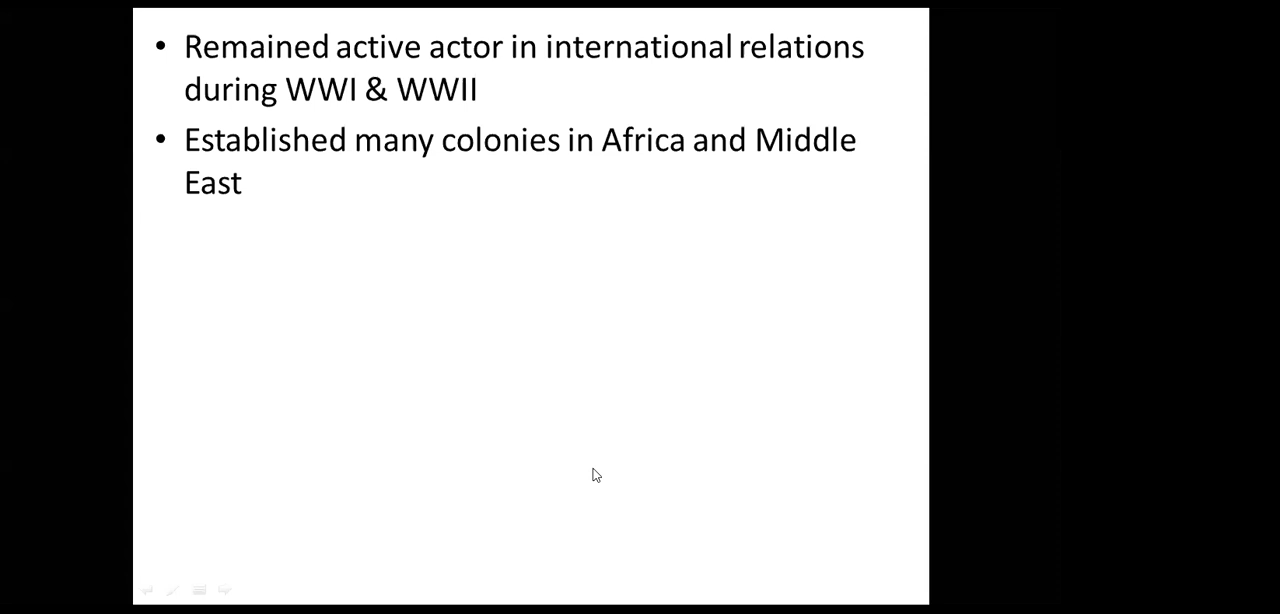 • Remained active actor in international relations
during WWI & WWII
• Established many colonies in Africa and Middle
East